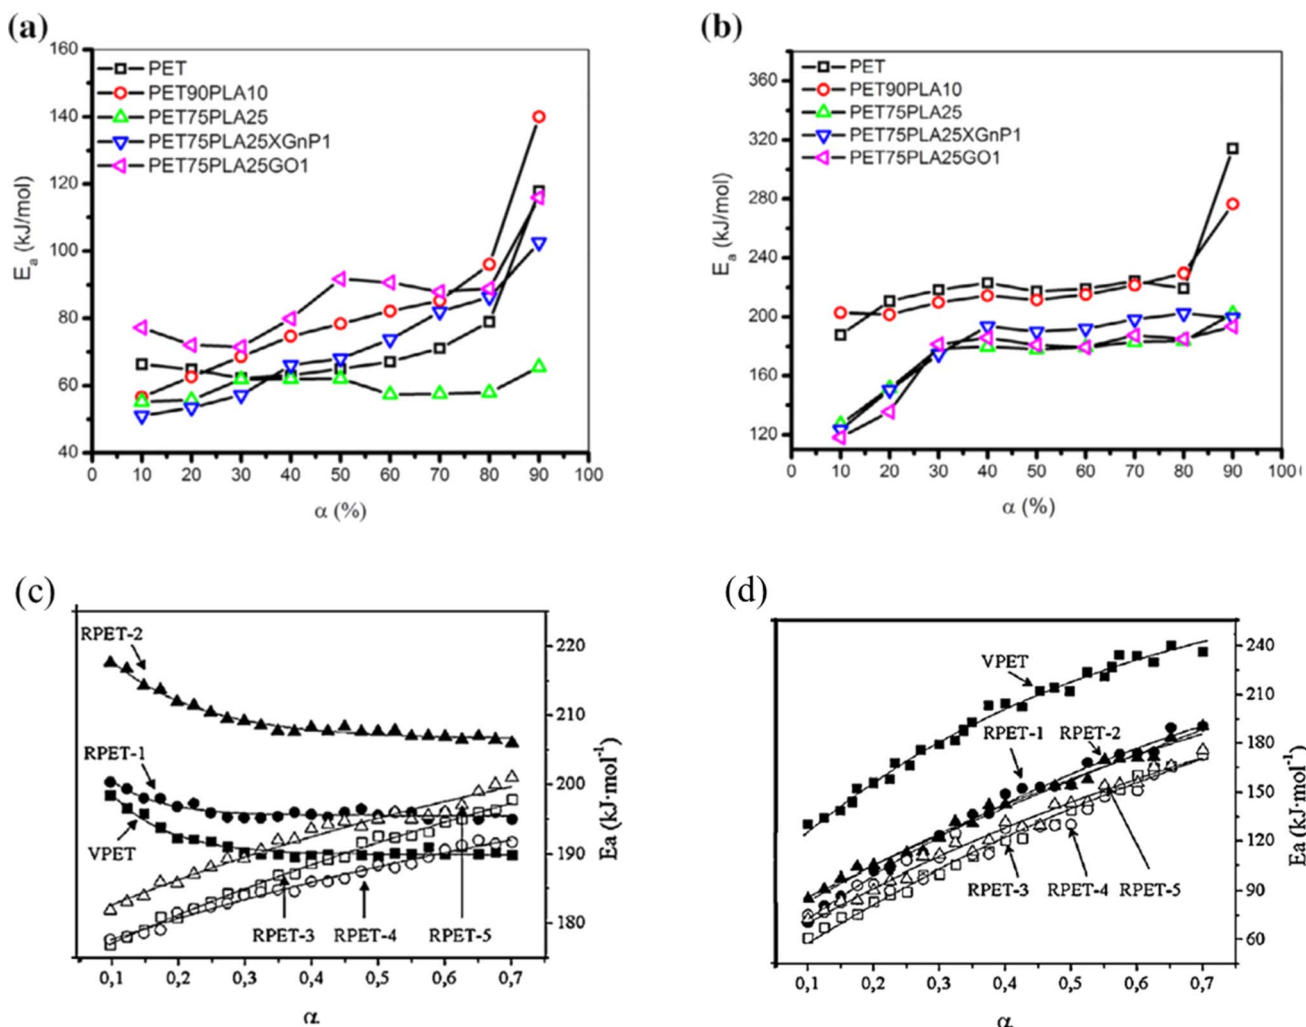 (a)
160
140
120
100
80
60
40
0 10 20 30 40 50 60 70 80 90 100
Ea (kJ/mol)
α (%)
PET
PET90PLA10
PET75PLA25
PET75PLA25XGnP1
PET75PLA25GO1
(b)
360
320
280
240
200
160
120
0 10 20 30 40 50 60 70 80 90 100
Ea (kJ/mol)
α (%)
PET
PET90PLA10
PET75PLA25
PET75PLA25XGnP1
PET75PLA25GO1
(c)
RPET-2
RPET-1
VPET
RPET-3 RPET-4 RPET-5
220
210
200
190
180
Ea (kJ·mol-1)
0,1 0,2 0,3 0,4 0,5 0,6 0,7
α
(d)
VPET
RPET-1 RPET-2
RPET-3 RPET-4 RPET-5
240
210
180
150
120
90
60
Ea (kJ·mol-1)
0,1 0,2 0,3 0,4 0,5 0,6 0,7
α